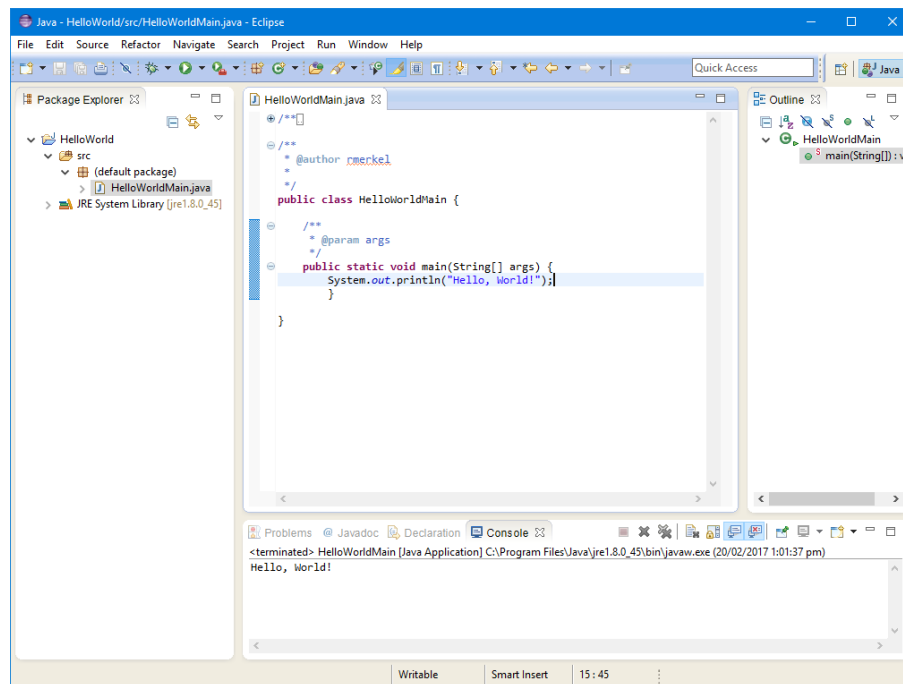 Java - HelloWorld/src/HelloWorldMain.java - Eclipse
File Edit Source Refactor Navigate Search Project Run Window Help
Quick Access
Java
Package Explorer
HelloWorld
src
(default package)
HelloWorldMain.java
JRE System Library [jre1.8.0_45]
HelloWorldMain.java
/**
/**
* @author rmerkel
*
*/
public class HelloWorldMain {
/**
* @param args
*/
public static void main(String[] args) {
System.out.println("Hello, World!");
}
}
Outline
HelloWorldMain
main(String[]) : v
Problems @ Javadoc Declaration Console
<terminated> HelloWorldMain [Java Application] C:\Program Files\Java\jre1.8.0_45\bin\javaw.exe (20/02/2017 1:01:37 pm)
Hello, World!
Writable Smart Insert 15 : 45